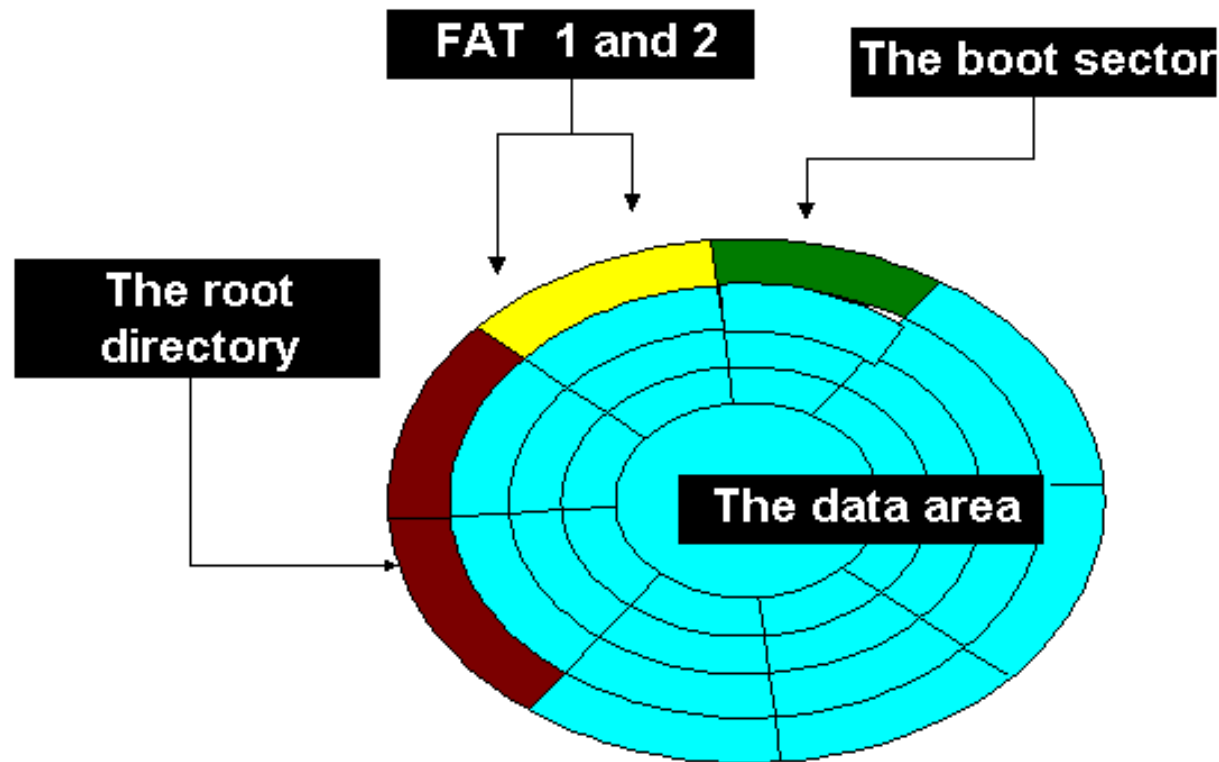 FAT 1 and 2
The boot sector
The root
directory
The data area